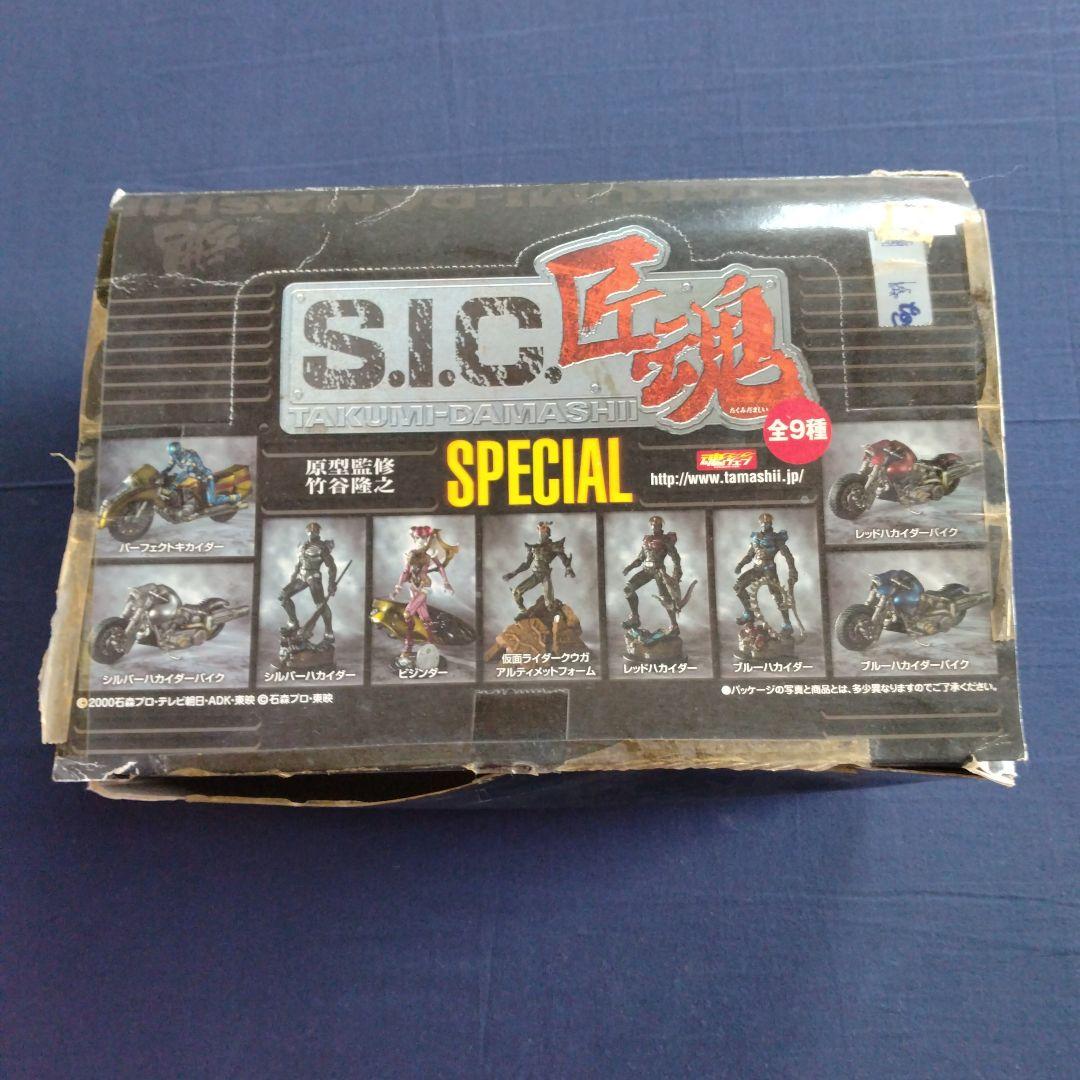 S.I.C. 匠魂
たくみだましい
TAKUMI-DAMASHII
全9種
原型監修
竹谷隆之
SPECIAL
魂ウェブ
http://www.tamashii.jp/
パーフェクトキカイダー
レッドハカイダーバイク
シルバーハカイダーバイク
シルバーハカイダー
ビジンダー
仮面ライダークウガ
アルティメットフォーム
レッドハカイダー
ブルーハカイダー
ブルーハカイダーバイク
©2000石森プロ・テレビ朝日・ADK・東映 ©石森プロ・東映
●パッケージの写真と商品とは、多少異なりますのでご了承ください。